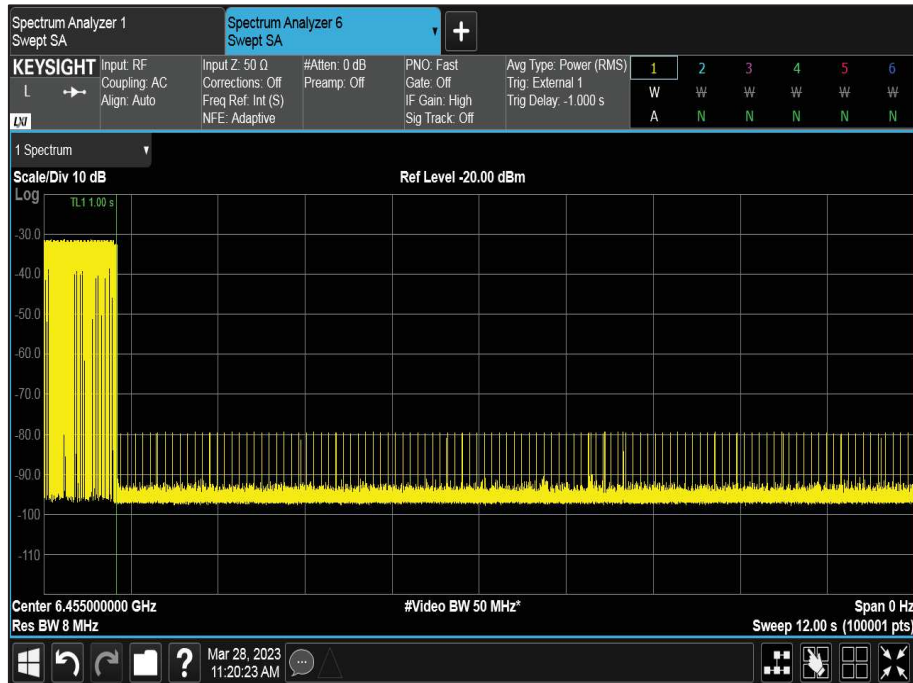 Spectrum Analyzer 1
Swept SA
Spectrum Analyzer 6
Swept SA
+
KEYSIGHT
L
LXI
Input: RF
Coupling: AC
Align: Auto
Input Z: 50 Ω
Corrections: Off
Freq Ref: Int (S)
NFE: Adaptive
#Atten: 0 dB
Preamp: Off
PNO: Fast
Gate: Off
IF Gain: High
Sig Track: Off
Avg Type: Power (RMS)
Trig: External 1
Trig Delay: -1.000 s
1 2 3 4 5 6
W W W W W W
A N N N N N
1 Spectrum
Scale/Div 10 dB
Ref Level -20.00 dBm
Log
TL1 1.00 s
-30.0
-40.0
-50.0
-60.0
-70.0
-80.0
-90.0
-100
-110
Center 6.455000000 GHz
#Video BW 50 MHz*
Span 0 Hz
Res BW 8 MHz
Sweep 12.00 s (100001 pts)
?
Mar 28, 2023
11:20:23 AM